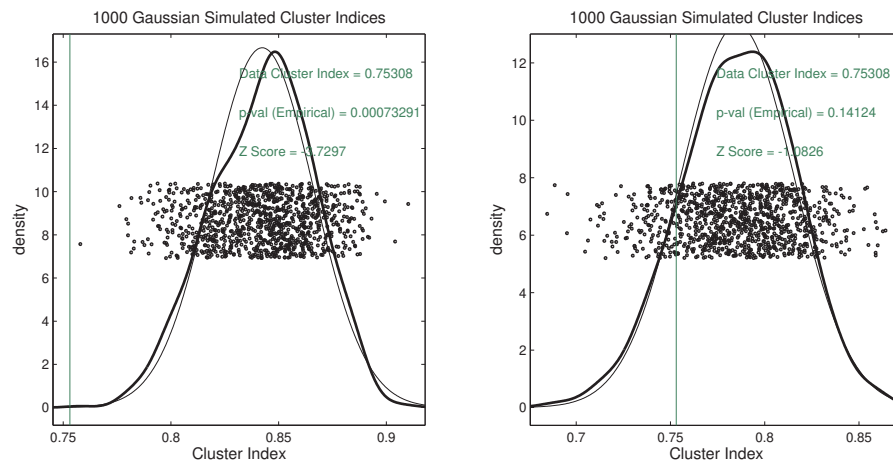 1000 Gaussian Simulated Cluster Indices
16
14
12
10
8
6
4
2
0
density
Data Cluster Index = 0.75308
p-val (Empirical) = 0.00073291
Z Score = -3.7297
0.75
0.8
0.85
0.9
Cluster Index
1000 Gaussian Simulated Cluster Indices
12
10
8
6
4
2
0
density
Data Cluster Index = 0.75308
p-val (Empirical) = 0.14124
Z Score = -1.0826
0.7
0.75
0.8
0.85
Cluster Index